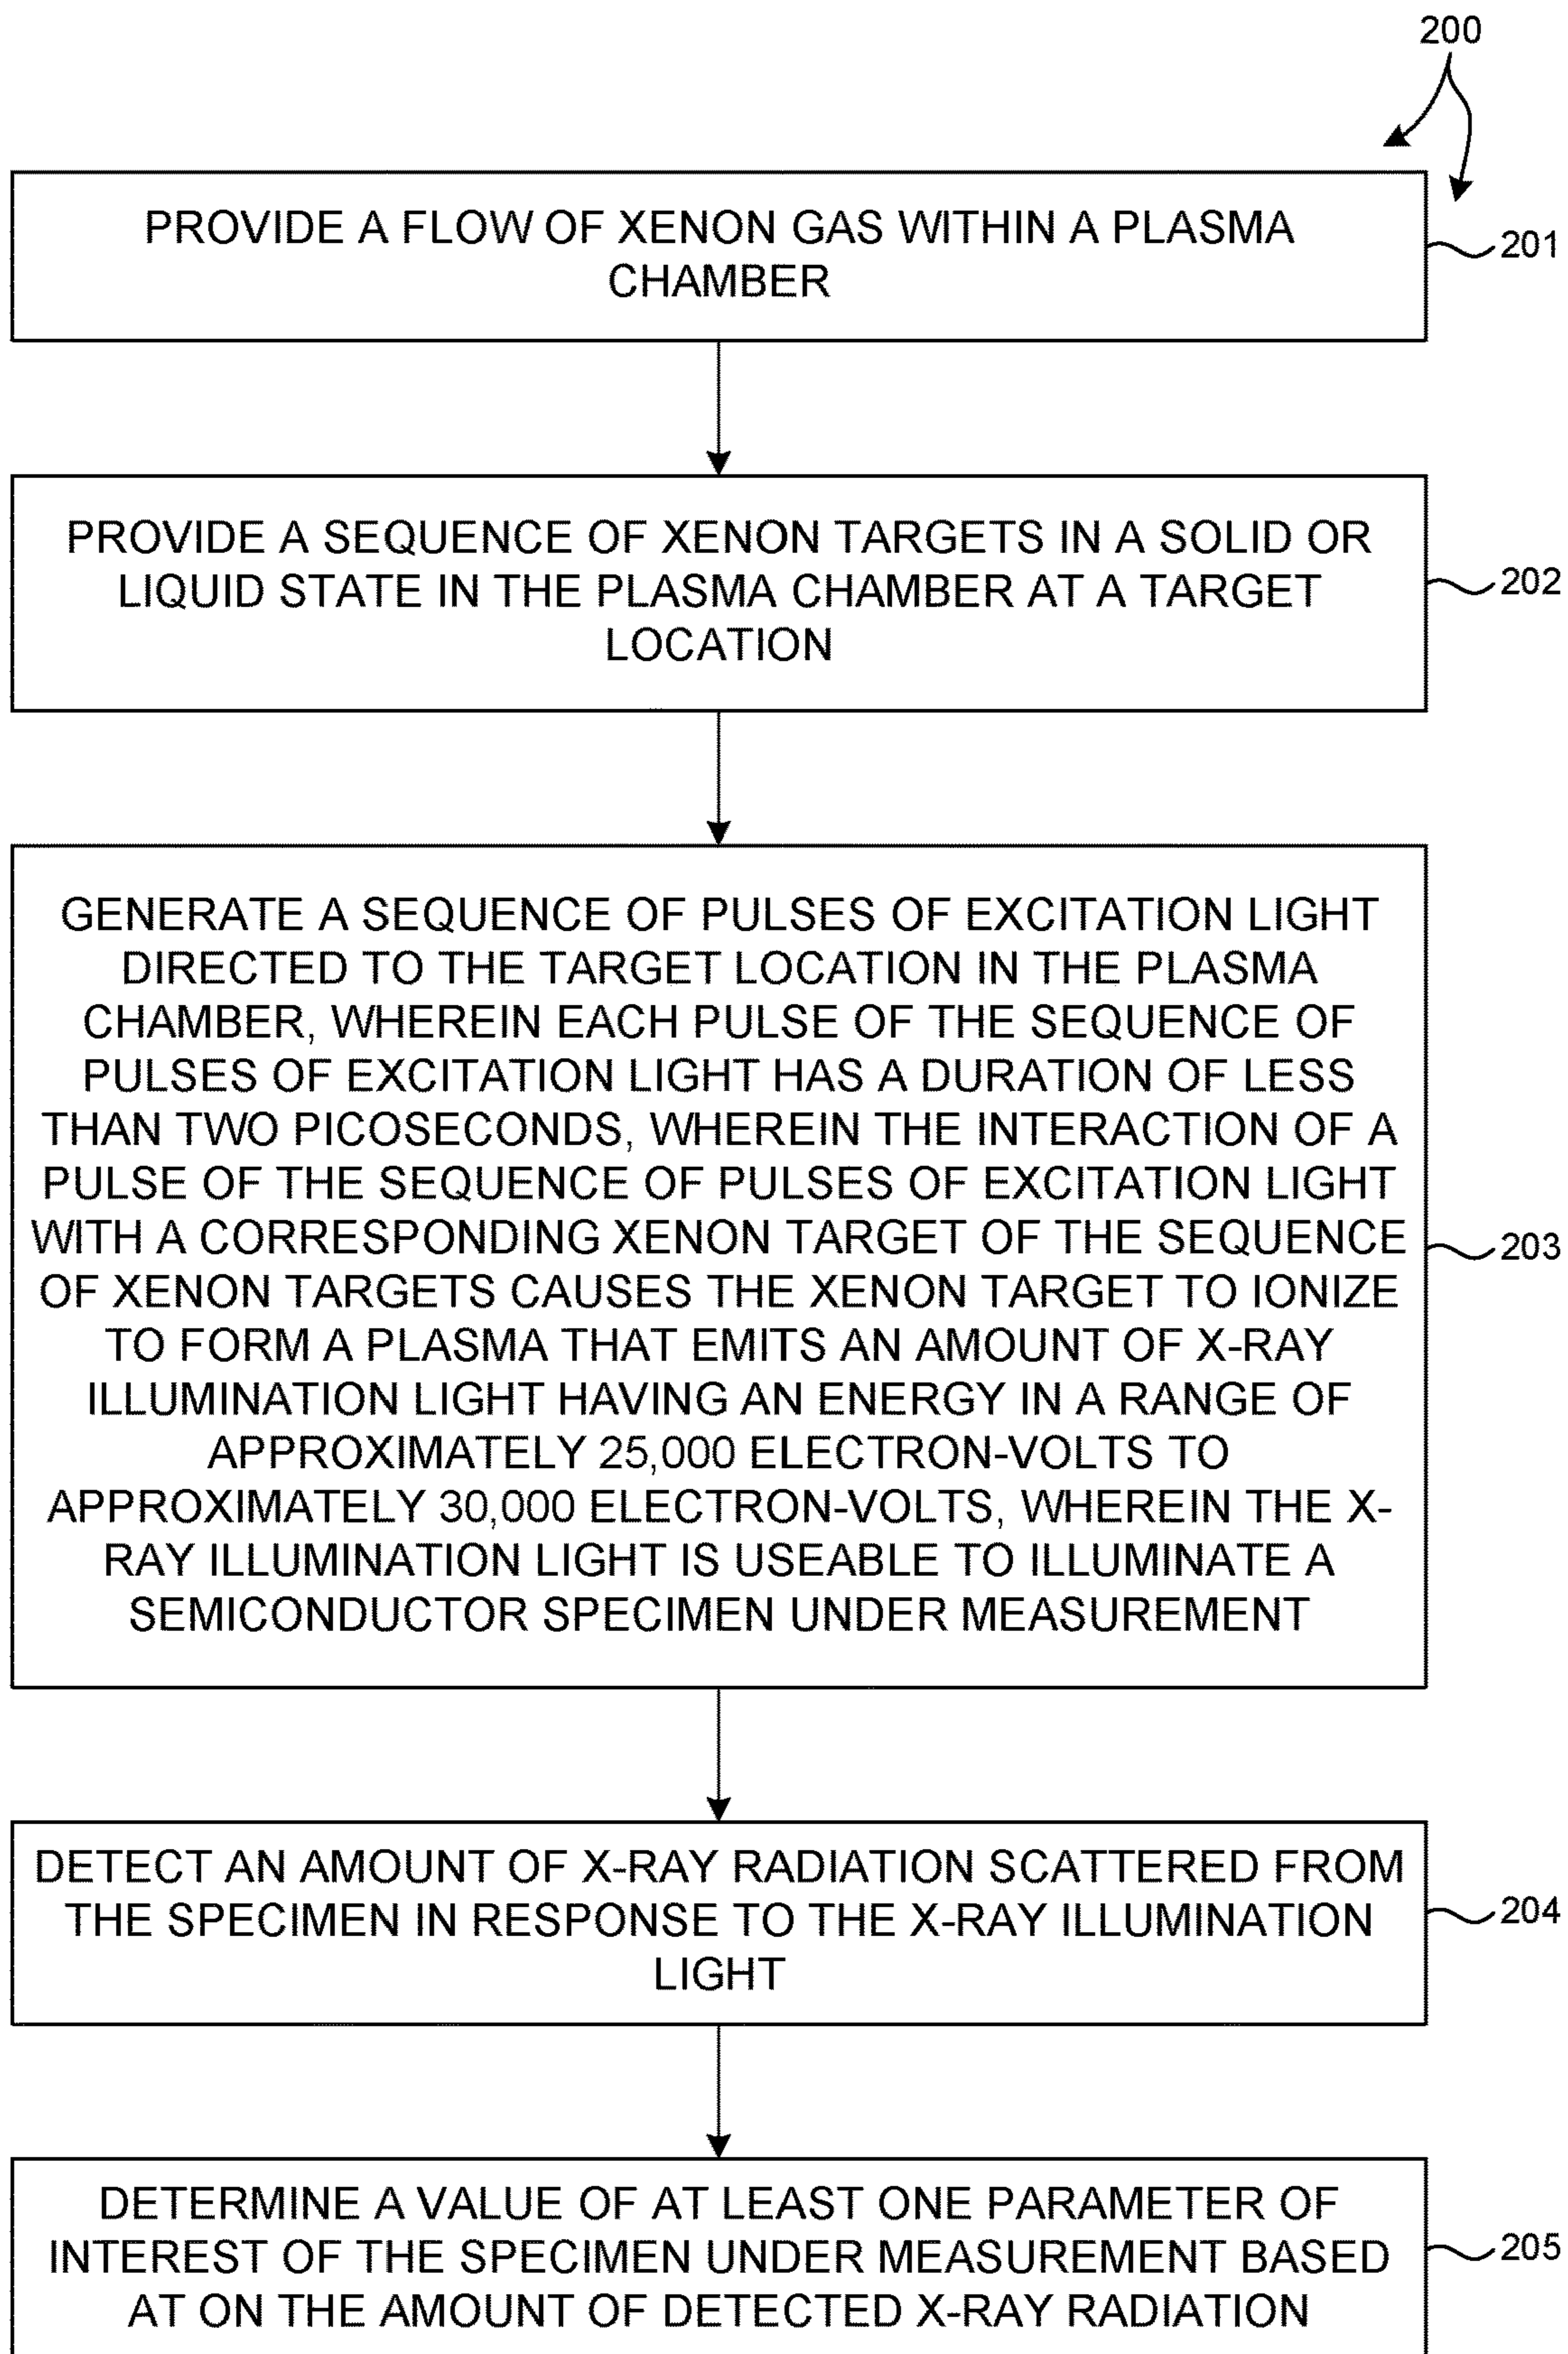 200
PROVIDE A FLOW OF XENON GAS WITHIN A PLASMA
CHAMBER
201
PROVIDE A SEQUENCE OF XENON TARGETS IN A SOLID OR
LIQUID STATE IN THE PLASMA CHAMBER AT A TARGET
LOCATION
202
GENERATE A SEQUENCE OF PULSES OF EXCITATION LIGHT
DIRECTED TO THE TARGET LOCATION IN THE PLASMA
CHAMBER, WHEREIN EACH PULSE OF THE SEQUENCE OF
PULSES OF EXCITATION LIGHT HAS A DURATION OF LESS
THAN TWO PICOSECONDS, WHEREIN THE INTERACTION OF A
PULSE OF THE SEQUENCE OF PULSES OF EXCITATION LIGHT
WITH A CORRESPONDING XENON TARGET OF THE SEQUENCE
OF XENON TARGETS CAUSES THE XENON TARGET TO IONIZE
TO FORM A PLASMA THAT EMITS AN AMOUNT OF X-RAY
ILLUMINATION LIGHT HAVING AN ENERGY IN A RANGE OF
APPROXIMATELY 25,000 ELECTRON-VOLTS TO
APPROXIMATELY 30,000 ELECTRON-VOLTS, WHEREIN THE X-
RAY ILLUMINATION LIGHT IS USEABLE TO ILLUMINATE A
SEMICONDUCTOR SPECIMEN UNDER MEASUREMENT
203
DETECT AN AMOUNT OF X-RAY RADIATION SCATTERED FROM
THE SPECIMEN IN RESPONSE TO THE X-RAY ILLUMINATION
LIGHT
204
DETERMINE A VALUE OF AT LEAST ONE PARAMETER OF
INTEREST OF THE SPECIMEN UNDER MEASUREMENT BASED
AT ON THE AMOUNT OF DETECTED X-RAY RADIATION
205